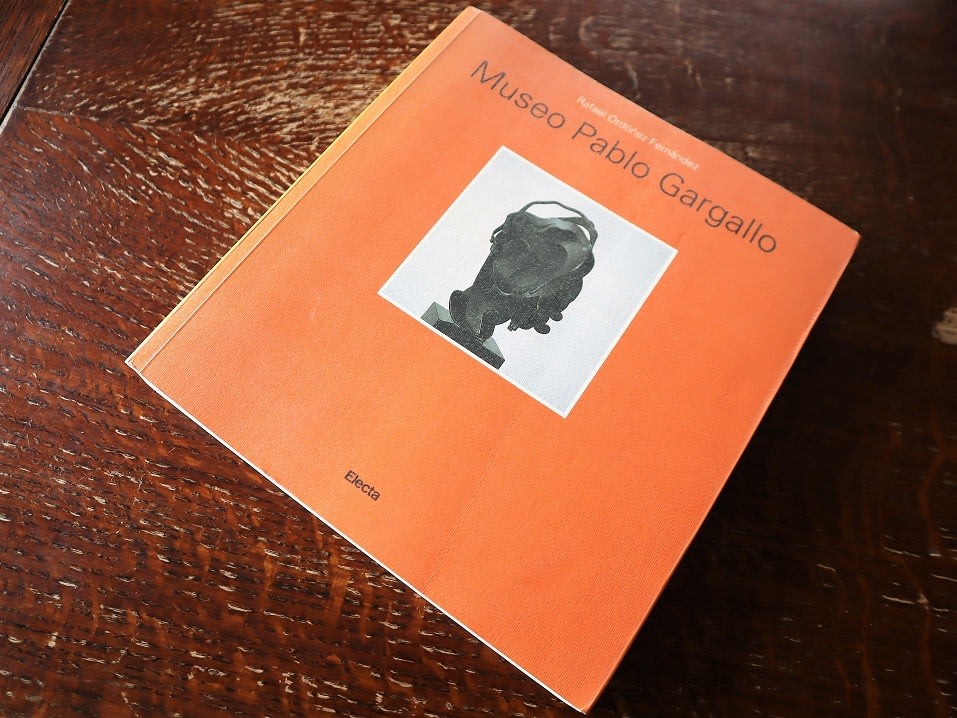 Rafael Ordóñez Fernández
Museo Pablo Gargallo
Electa